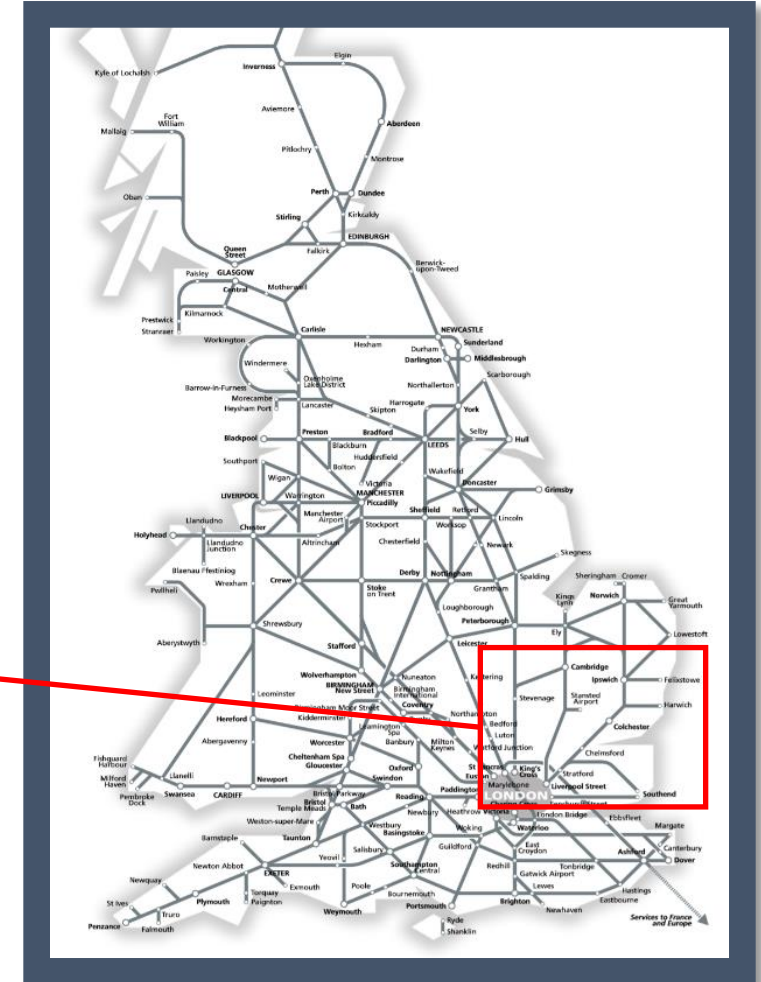 Elgin
Inverness
Kyle of Lochalsh
Aviemore
Fort
William
Mallaig
Aberdeen
Pitlochry
Montrose
Perth
Dundee
Oban
Stirling
Kirkcaldy
EDINBURGH
Queen
Street
Falkirk
Berwick-
upon-Tweed
Paisley
GLASGOW
Central
Motherwell
Prestwick
Kilmarnock
Stranraer
Carlisle
NEWCASTLE
Workington
Hexham
Sunderland
Durham
Windermere
Darlington
Middlesbrough
Scarborough
Oxenholme
Lake District
Barrow-in-Furness
Northallerton
Morecambe
Heysham Port
Lancaster
Harrogate
Skipton
York
Blackpool
Preston
Bradford
Selby
Hull
LEEDS
Blackburn
Southport
Huddersfield
Bolton
Wakefield
Wigan
Victoria
Doncaster
LIVERPOOL
Warrington
MANCHESTER
Piccadilly
Grimsby
Manchester
Airport
Sheffield
Retford
Llandudno
Chester
Stockport
Worksop
Lincoln
Holyhead
Llandudno
Junction
Altrincham
Chesterfield
Newark
Skegness
Blaenau Ffestiniog
Wrexham
Crewe
Stoke
on Trent
Derby
Nottingham
Grantham
Spalding
Sheringham
Cromer
Pwllheli
Kings
Lynn
Norwich
Great
Yarmouth
Loughborough
Peterborough
Ely
Shrewsbury
Lowestoft
Aberystwyth
Stafford
Leicester
Wolverhampton
BIRMINGHAM
New Street
Nuneaton
Birmingham
International
Kettering
Cambridge
Ipswich
Felixstowe
Leominster
Birmingham Moor Street
Coventry
Stevenage
Stansted
Airport
Harwich
Hereford
Kidderminster
Leamington
Spa
Northampton
Bedford
Colchester
Abergavenny
Worcester
Banbury
Milton
Keynes
Luton
Watford Junction
Chelmsford
Fishguard
Harbour
Cheltenham Spa
Gloucester
Oxford
Euston
King's
Cross
Stratford
Milford
Haven
Llanelli
Newport
Swindon
Marylebone
Liverpool Street
Pembroke
Dock
Swansea
CARDIFF
Bristol Parkway
Reading
Paddington
LONDON
Southend
Bristol
Temple Meads
Bath
Newbury
Heathrow
Victoria
London Bridge
Ebbsfleet
Weston-super-Mare
Westbury
Basingstoke
Woking
Waterloo
Margate
Barnstaple
Taunton
Salisbury
Guildford
East
Croydon
Canterbury
Yeovil
Southampton
Central
Redhill
Tonbridge
Ashford
Dover
Newton Abbot
EXETER
Gatwick Airport
Newquay
Exmouth
Poole
Lewes
Hastings
St Ives
Plymouth
Torquay
Paignton
Bournemouth
Portsmouth
Brighton
Eastbourne
Truro
Weymouth
Newhaven
Penzance
Falmouth
Ryde
Shanklin
Services to France
and Europe